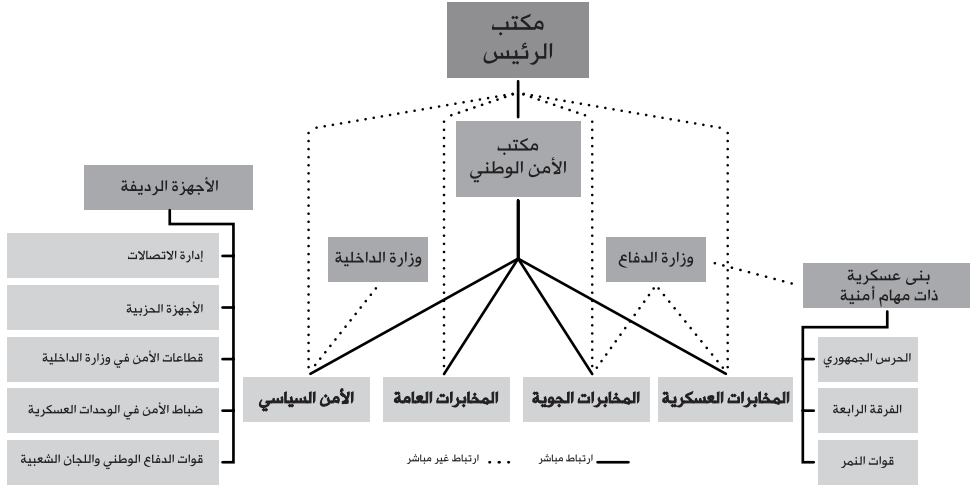 مكتب
الرئيس
مكتب
الأمن الوطني
الأجهزة الرديفة
وزارة الداخلية
وزارة الدفاع
بنى عسكرية
ذات مهام أمنية
إدارة الاتصالات
الأجهزة الحزبية
قطاعات الأمن في وزارة الداخلية
ضباط الأمن في الوحدات العسكرية
قوات الدفاع الوطني واللجان الشعبية
الحرس الجمهوري
الفرقة الرابعة
قوات النمر
المخابرات العسكرية
المخابرات الجوية
المخابرات العامة
الأمن السياسي
ارتباط مباشر
ارتباط غير مباشر